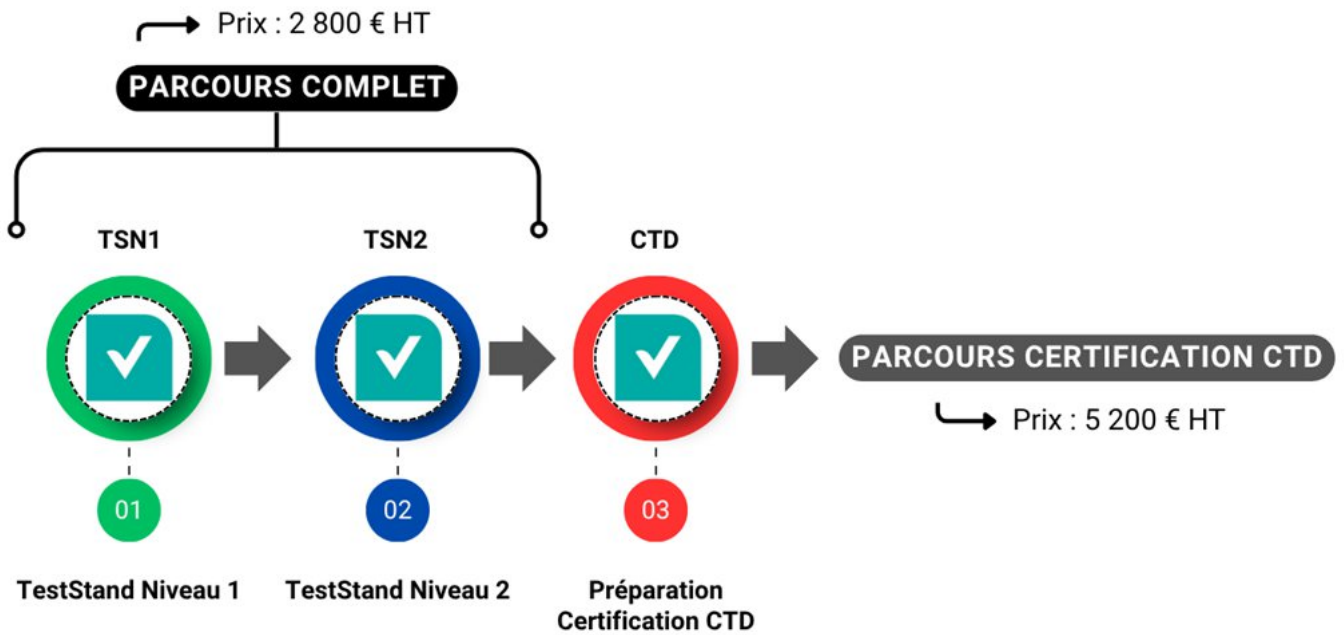 Prix : 2 800 € HT
PARCOURS COMPLET
TSN1
TSN2
CTD
PARCOURS CERTIFICATION CTD
Prix : 5 200 € HT
01
02
03
TestStand Niveau 1
TestStand Niveau 2
Préparation
Certification CTD